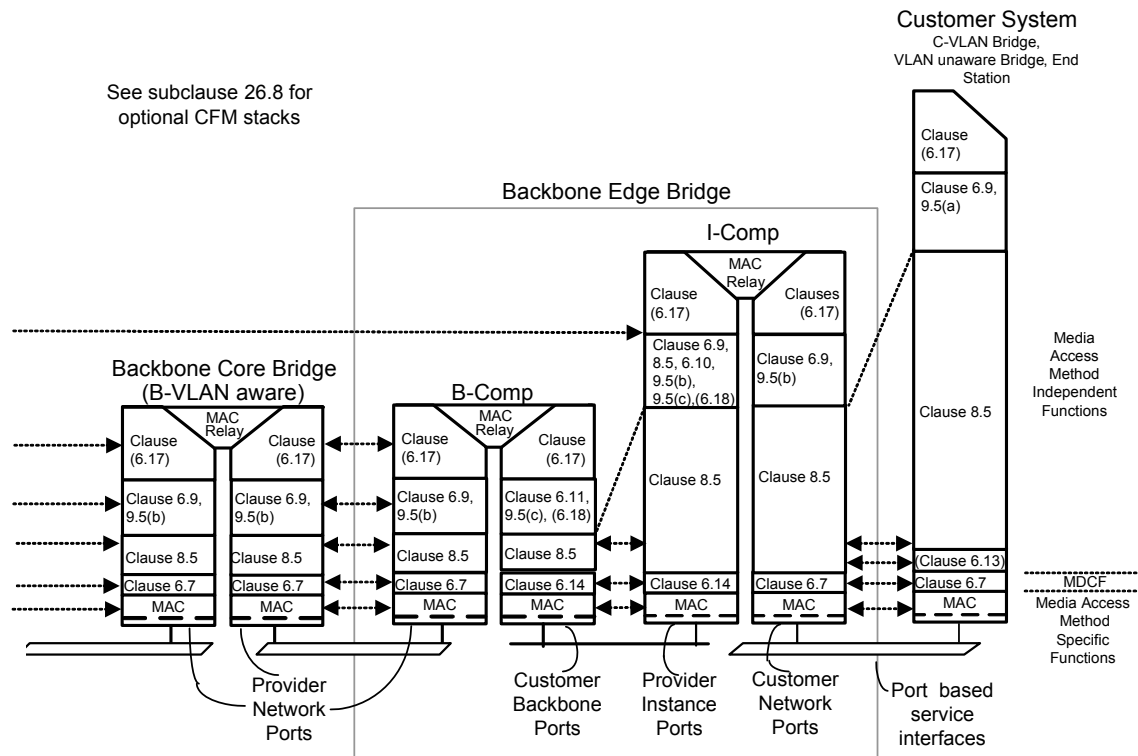 Customer System
C-VLAN Bridge,
VLAN unaware Bridge, End
Station
See subclause 26.8 for
optional CFM stacks
Clause
(6.17)
Clause 6.9,
9.5(a)
Clause 8.5
(Clause 6.13)
Clause 6.7
MAC
Backbone Edge Bridge
I-Comp
MAC
Relay
Clause
(6.17)
Clauses
(6.17)
Clause 6.9,
8.5, 6.10,
9.5(b),
9.5(c),(6.18)
Clause 6.9,
9.5(b)
Clause 8.5
Clause 8.5
Clause 6.14
Clause 6.7
MAC
MAC
Backbone Core Bridge
(B-VLAN aware)
MAC
Relay
Clause
(6.17)
Clause
(6.17)
Clause 6.9,
9.5(b)
Clause 6.9,
9.5(b)
Clause 8.5
Clause 8.5
Clause 6.7
Clause 6.7
MAC
MAC
B-Comp
MAC
Relay
Clause
(6.17)
Clause
(6.17)
Clause 6.9,
9.5(b)
Clause 6.11,
9.5(c), (6.18)
Clause 8.5
Clause 8.5
Clause 6.7
Clause 6.14
MAC
MAC
Media
Access
Method
Independent
Functions
MDCF
Media Access
Method
Specific
Functions
Provider
Network
Ports
Customer
Backbone
Ports
Provider
Instance
Ports
Customer
Network
Ports
Port based
service
interfaces